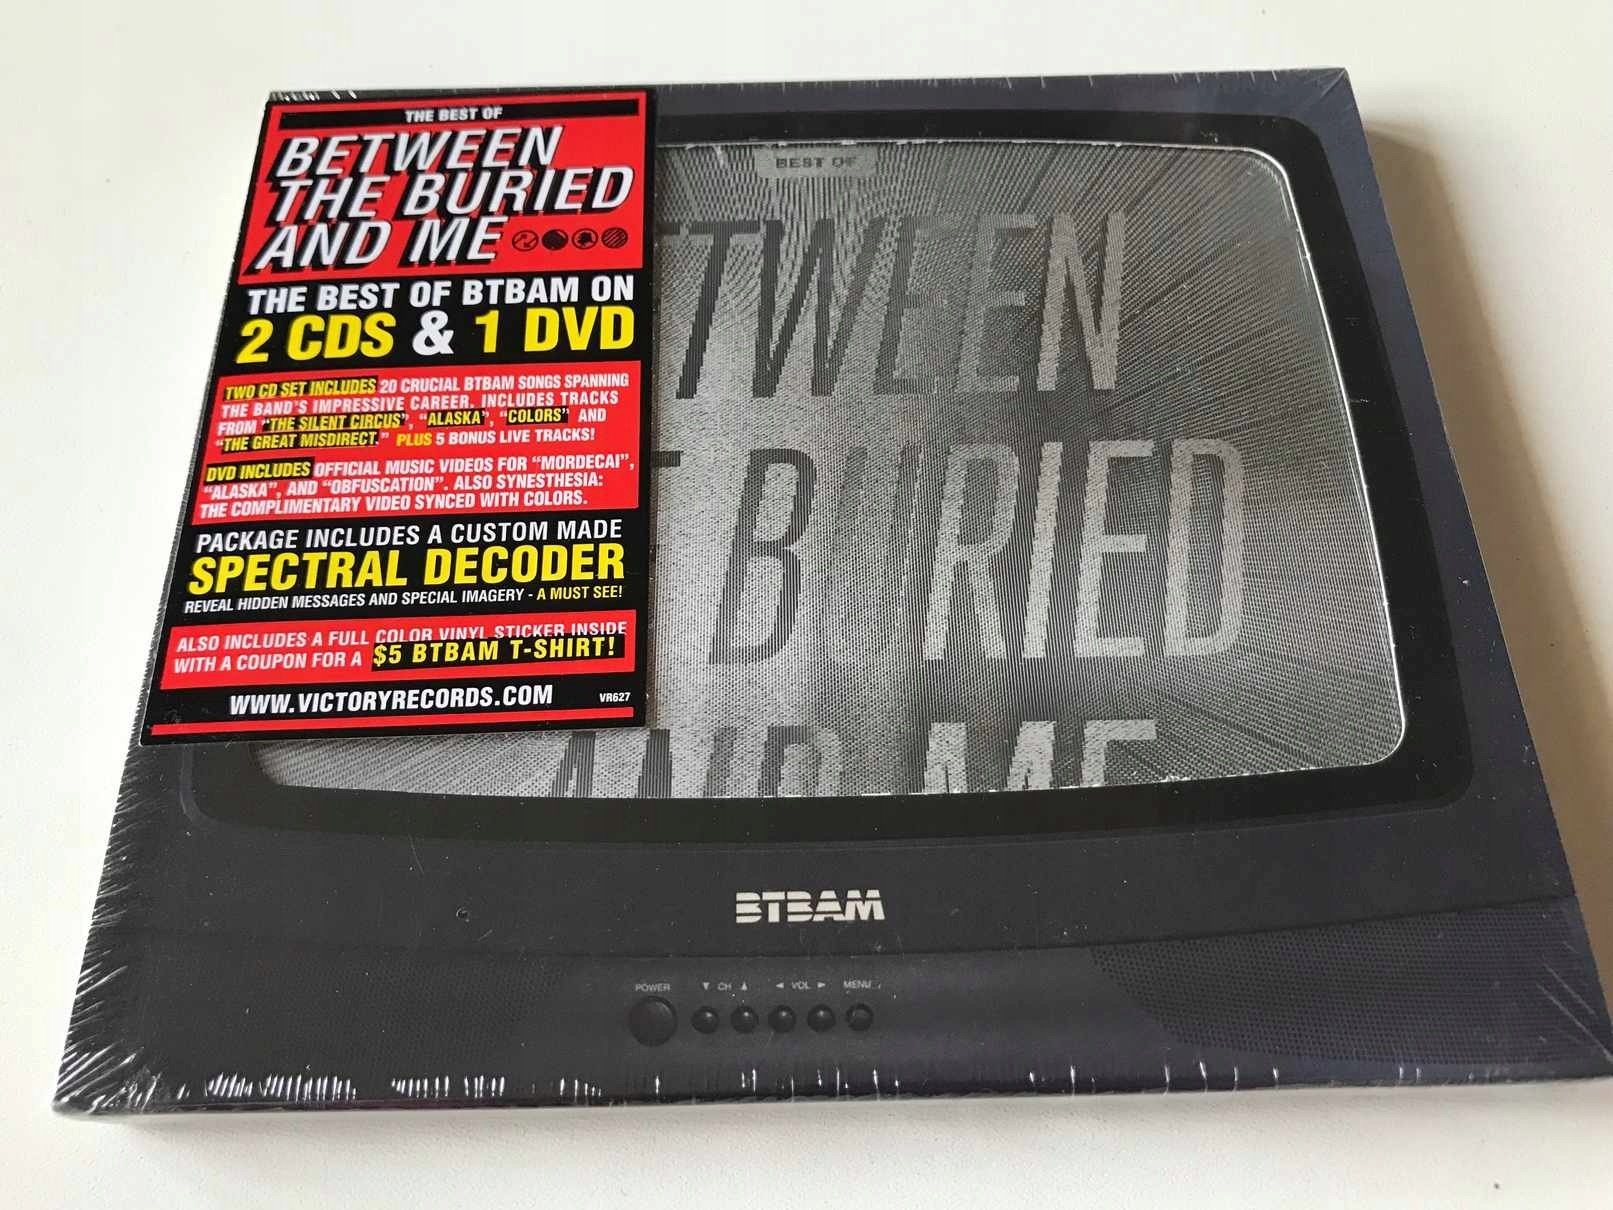 THE BEST OF
BETWEEN
THE BURIED
AND ME
THE BEST OF BTBAM ON
2 CDS & 1 DVD
TWO CD SET INCLUDES 20 CRUCIAL BTBAM SONGS SPANNING
THE BAND'S IMPRESSIVE CAREER. INCLUDES TRACKS
FROM "THE SILENT CIRCUS", "ALASKA", "COLORS" AND
"THE GREAT MISDIRECT." PLUS 5 BONUS LIVE TRACKS!
DVD INCLUDES OFFICIAL MUSIC VIDEOS FOR "MORDECAI",
"ALASKA", AND "OBFUSCATION". ALSO SYNESTHESIA:
THE COMPLIMENTARY VIDEO SYNCED WITH COLORS.
PACKAGE INCLUDES A CUSTOM MADE
SPECTRAL DECODER
REVEAL HIDDEN MESSAGES AND SPECIAL IMAGERY - A MUST SEE!
ALSO INCLUDES A FULL COLOR VINYL STICKER INSIDE
WITH A COUPON FOR A $5 BTBAM T-SHIRT!
WWW.VICTORYRECORDS.COM VR627
BEST OF
TWEEN
BURIED
AND ME
BTBAM
POWER ▼ CH ▲ ◄ VOL ► MENU